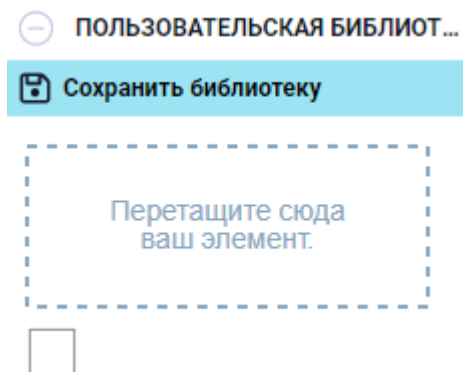 ПОЛЬЗОВАТЕЛЬСКАЯ БИБЛИОТ...
Сохранить библиотеку
Перетащите сюда
ваш элемент.